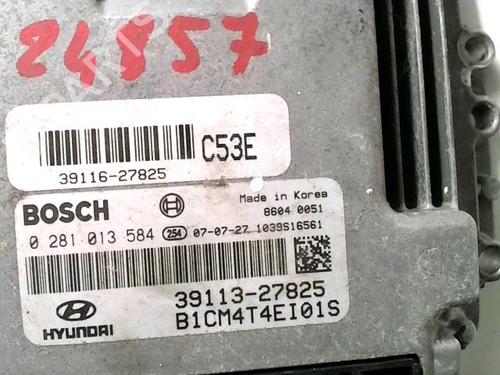 24857
C53E
39116-27825
BOSCH
Made in Korea
8604 0051
0 281 013 584 254 07-07-27 1039S16561
39113-27825
B1CM4T4EI01S
HYUNDAI